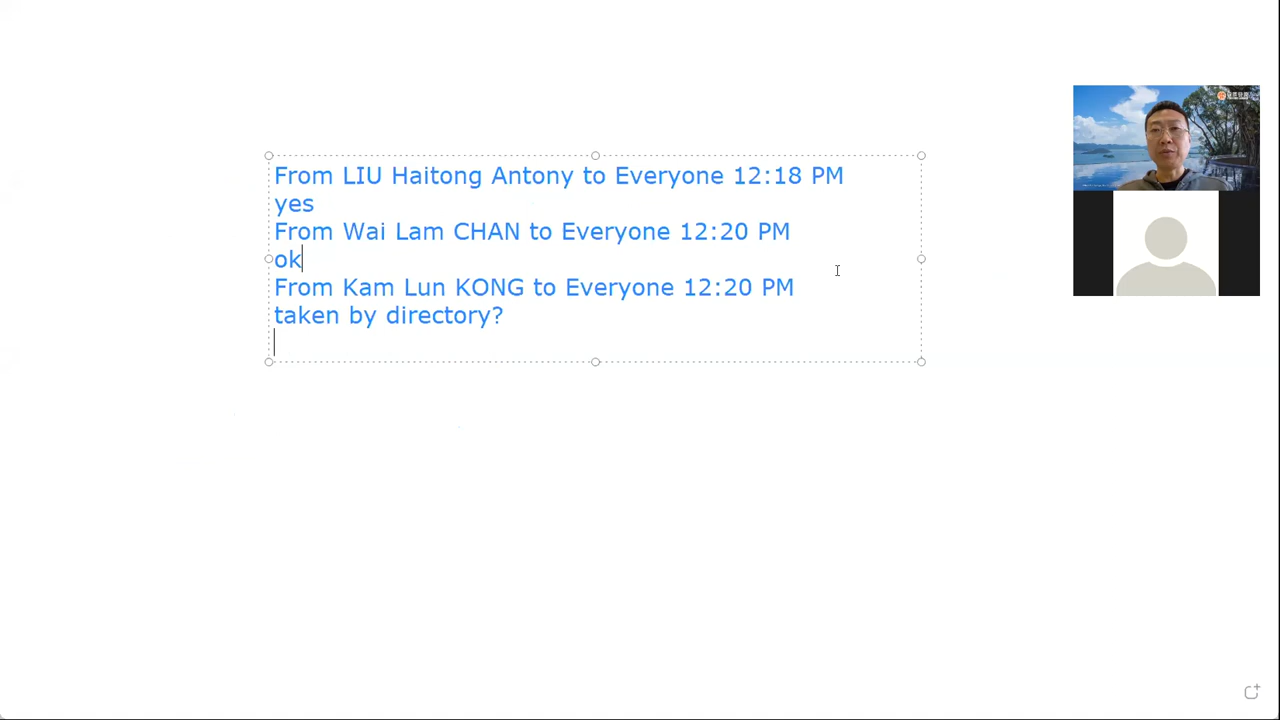 From LIU Haitong Antony to Everyone 12:18 PM
yes
From Wai Lam CHAN to Everyone 12:20 PM
ok
From Kam Lun KONG to Everyone 12:20 PM
taken by directory?